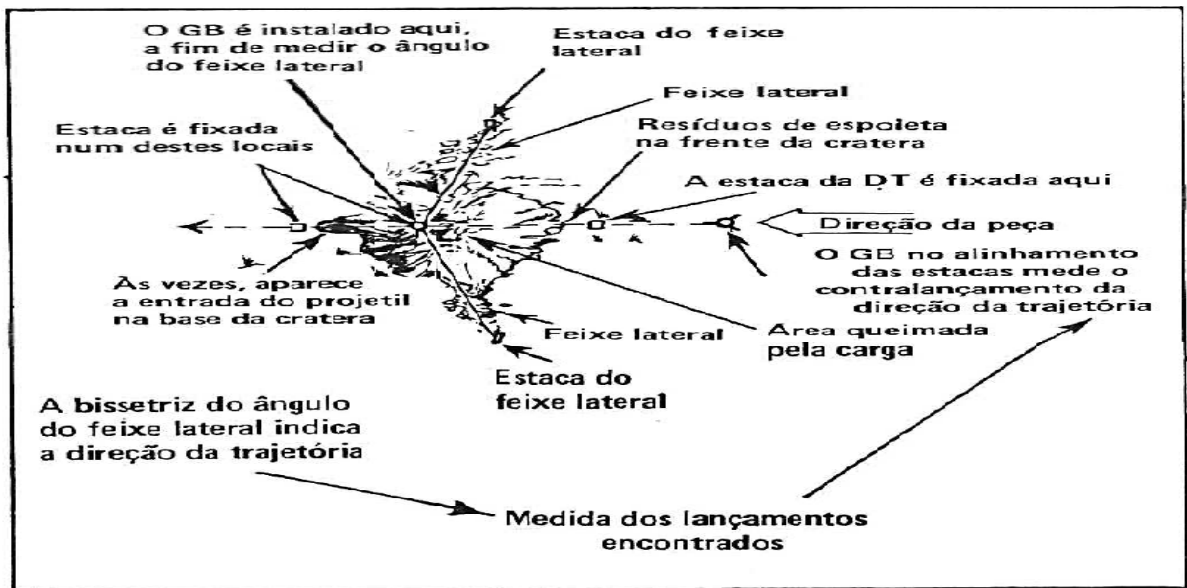 O GB é instalado aqui,
a fim de medir o ângulo
do feixe lateral
Estaca do feixe
lateral
Feixe lateral
Estaca é fixada
num destes locais
Resíduos de espoleta
na frente da cratera
A estaca da DT é fixada aqui
Direção da peça
Às vezes, aparece
a entrada do projetil
na base da cratera
O GB no alinhamento
das estacas mede o
contralançamento da
direção da trajetória
Feixe lateral
Área queimada
pela carga
Estaca do
feixe lateral
A bissetriz do ângulo
do feixe lateral indica
a direção da trajetória
Medida dos lançamentos
encontrados